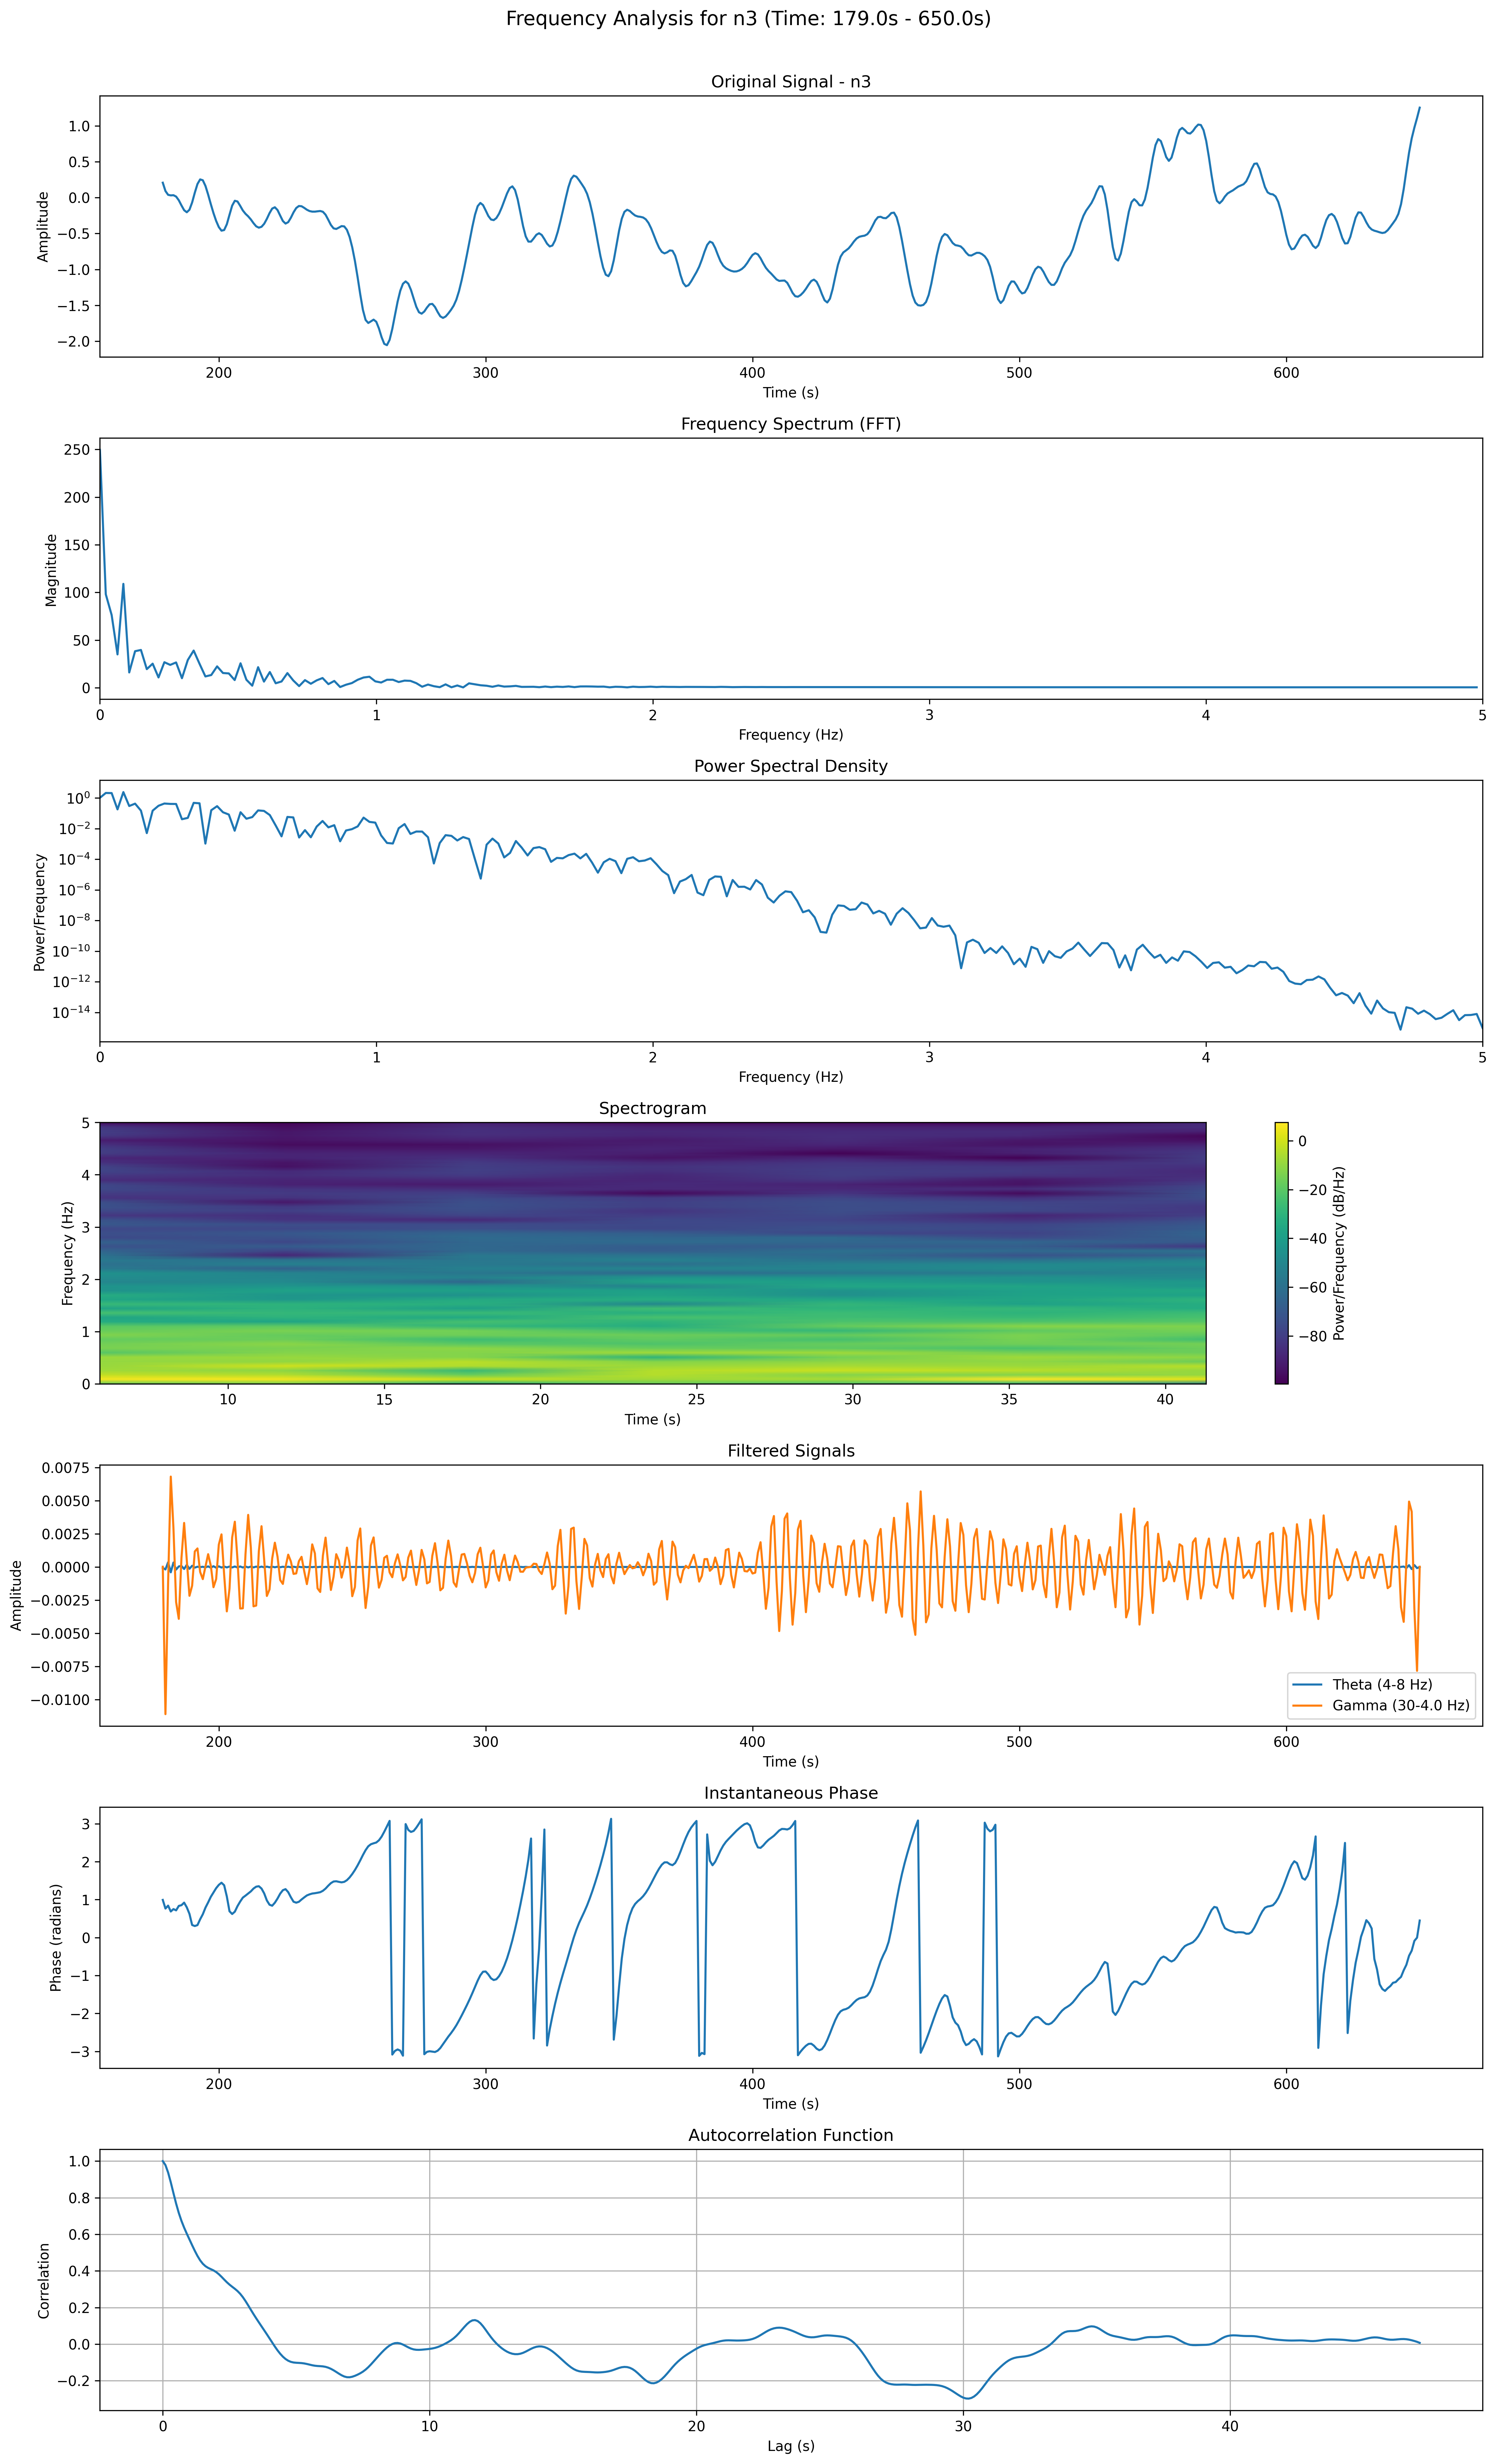 Frequency Analysis for n3 (Time: 179.0s - 650.0s)
Original Signal - n3
Amplitude
1.0
0.5
0.0
−0.5
−1.0
−1.5
−2.0
200 300 400 500 600
Time (s)
Frequency Spectrum (FFT)
Magnitude
250
200
150
100
50
0
0 1 2 3 4 5
Frequency (Hz)
Power Spectral Density
Power/Frequency
10⁰
10⁻²
10⁻⁴
10⁻⁶
10⁻⁸
10⁻¹⁰
10⁻¹²
10⁻¹⁴
0 1 2 3 4 5
Frequency (Hz)
Spectrogram
Frequency (Hz)
5
4
3
2
1
0
10 15 20 25 30 35 40
Time (s)
0
−20
−40
−60
−80
Power/Frequency (dB/Hz)
Filtered Signals
Amplitude
0.0075
0.0050
0.0025
0.0000
−0.0025
−0.0050
−0.0075
−0.0100
Theta (4-8 Hz)
Gamma (30-4.0 Hz)
200 300 400 500 600
Time (s)
Instantaneous Phase
Phase (radians)
3
2
1
0
−1
−2
−3
200 300 400 500 600
Time (s)
Autocorrelation Function
Correlation
1.0
0.8
0.6
0.4
0.2
0.0
−0.2
0 10 20 30 40
Lag (s)